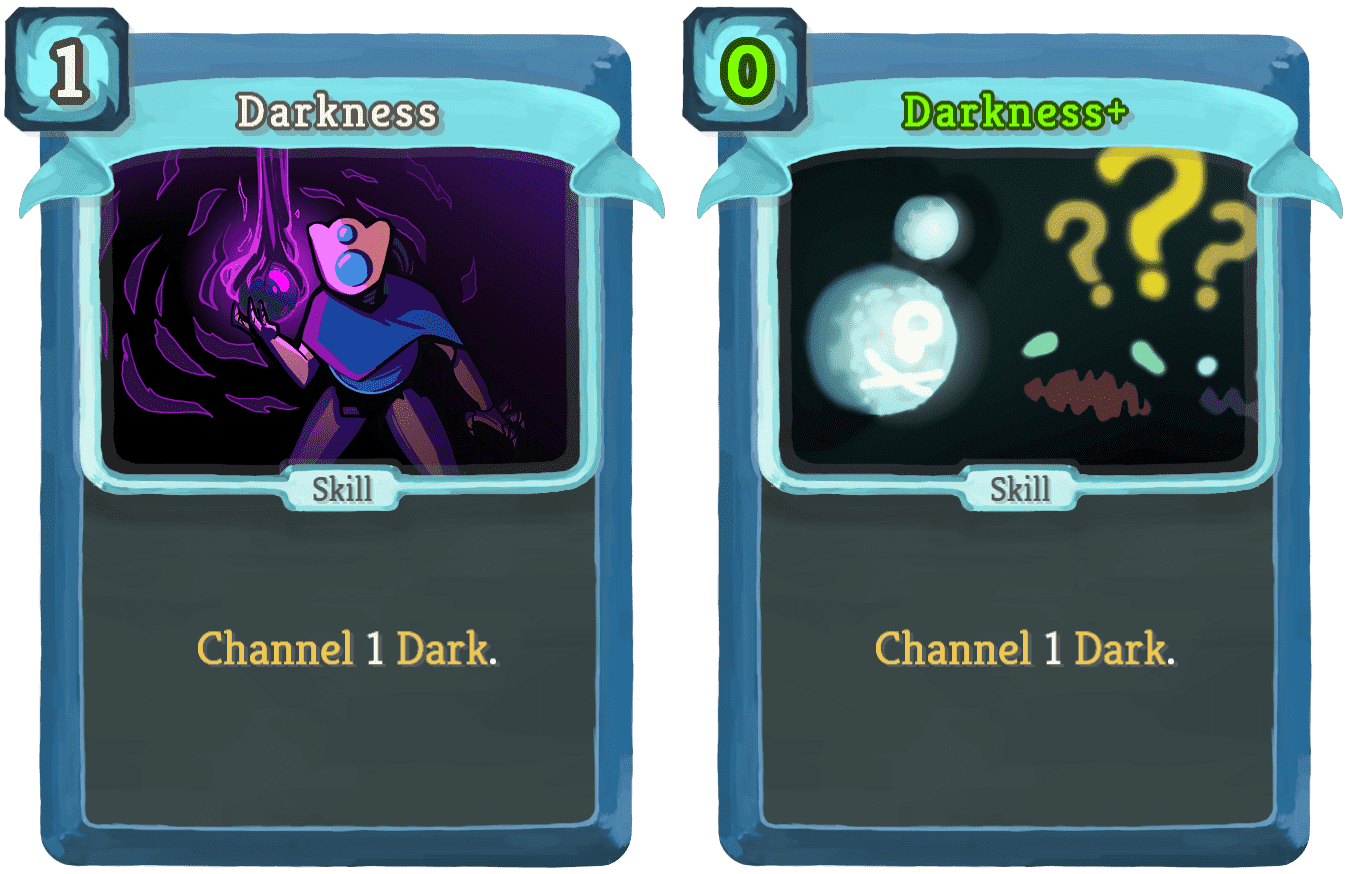 1
Darkness
Skill
Channel 1 Dark.
0
Darkness+
? ? ?
Skill
Channel 1 Dark.